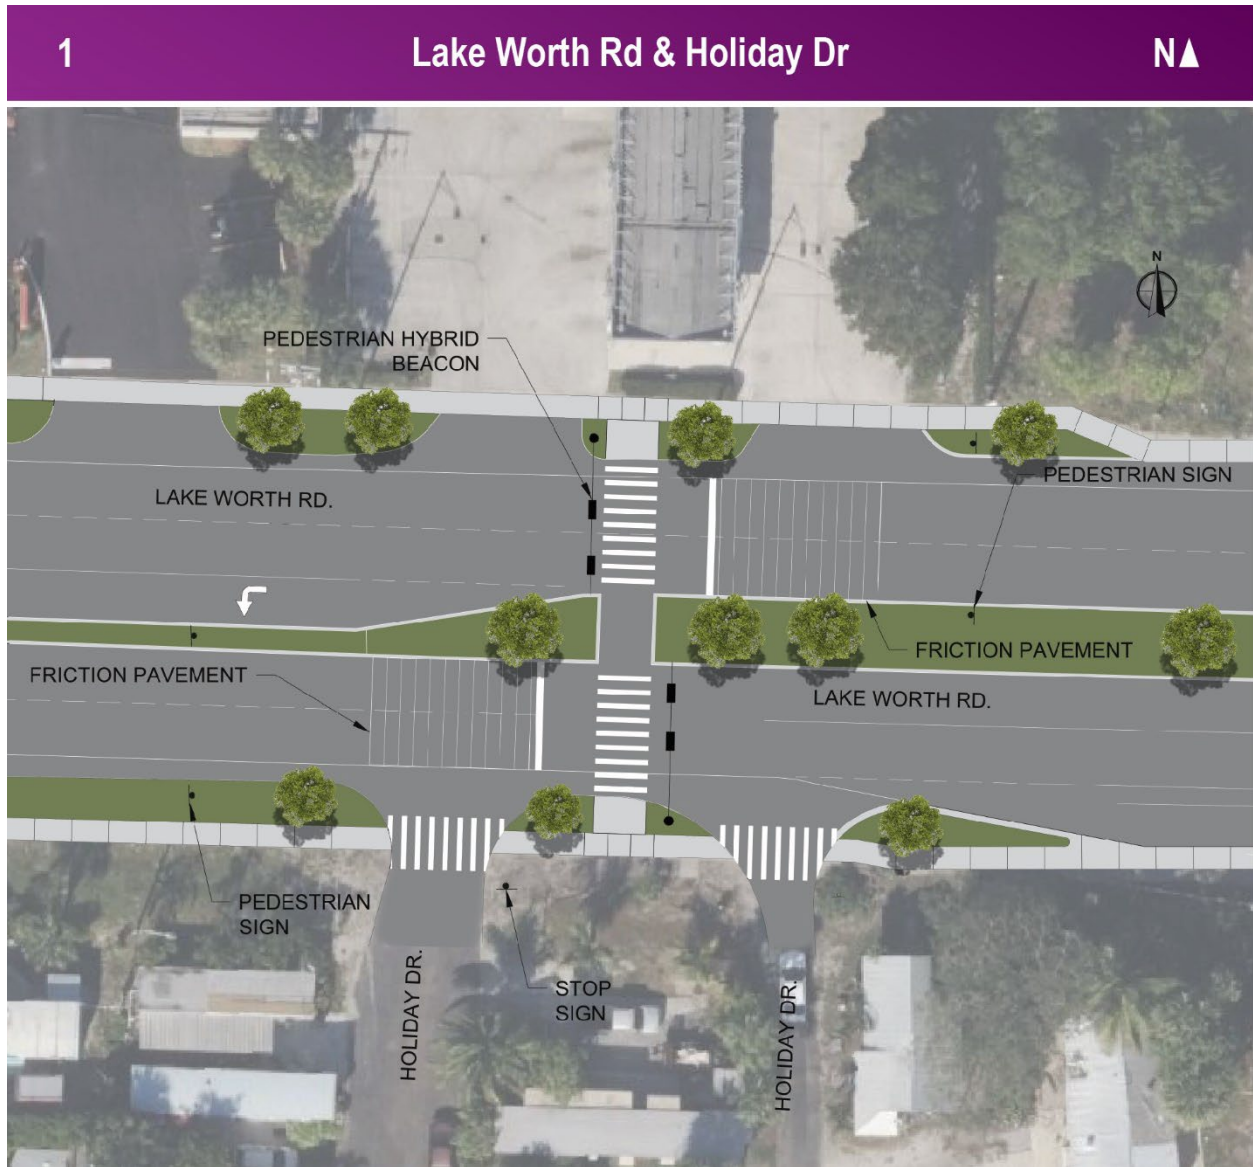 1
Lake Worth Rd & Holiday Dr
N
N
PEDESTRIAN HYBRID
BEACON
PEDESTRIAN SIGN
LAKE WORTH RD.
FRICTION PAVEMENT
FRICTION PAVEMENT
LAKE WORTH RD.
PEDESTRIAN
SIGN
STOP
SIGN
HOLIDAY DR.
HOLIDAY DR.